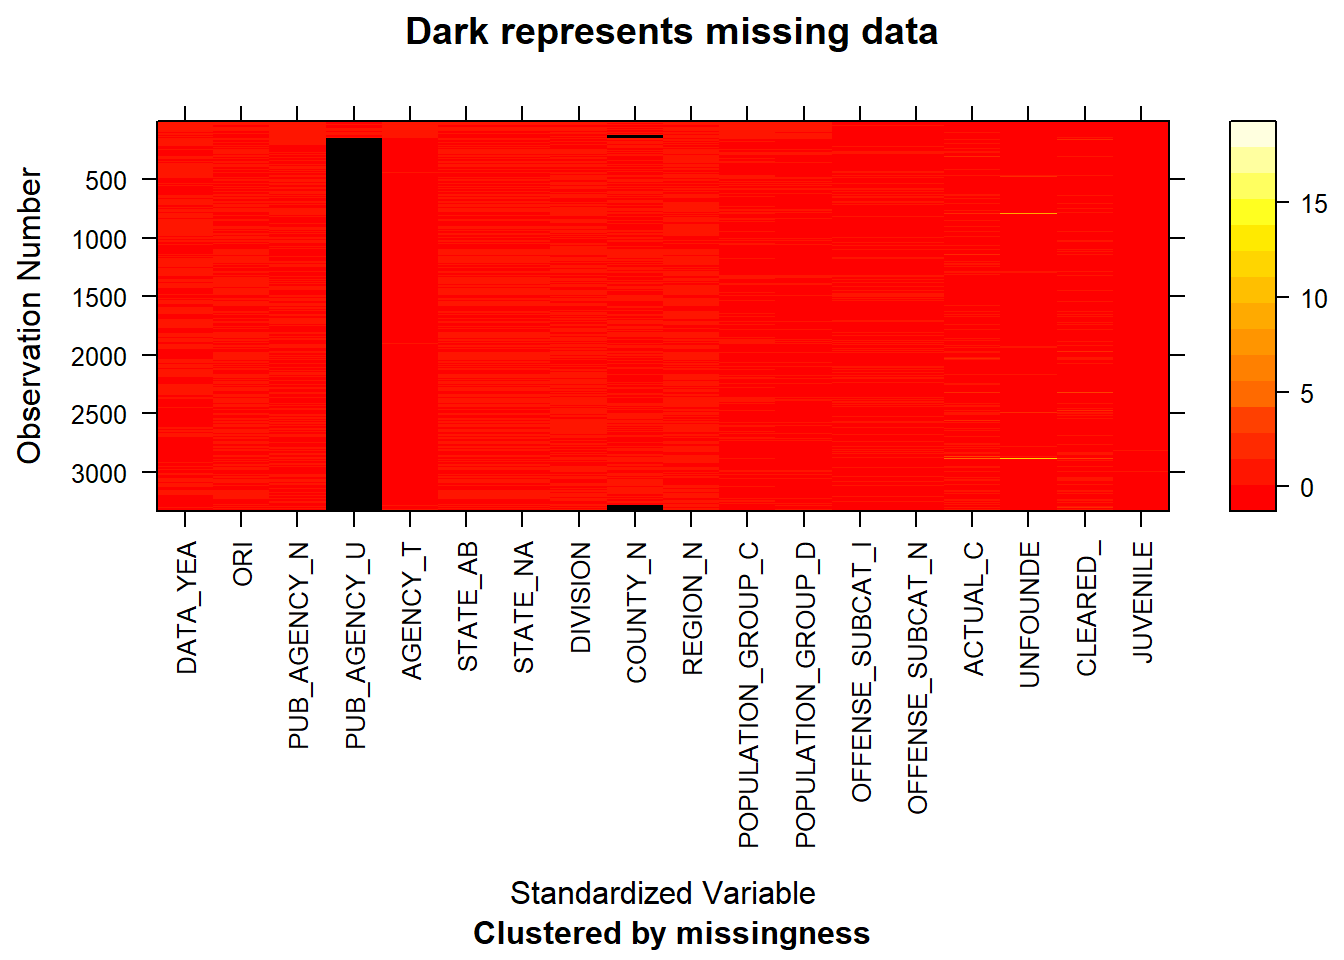 Dark represents missing data
Observation Number
500
1000
1500
2000
2500
3000
15
10
5
0
DATA_YEA
ORI
PUB_AGENCY_N
PUB_AGENCY_U
AGENCY_T
STATE_AB
STATE_NA
DIVISION
COUNTY_N
REGION_N
POPULATION_GROUP_C
POPULATION_GROUP_D
OFFENSE_SUBCAT_I
OFFENSE_SUBCAT_N
ACTUAL_C
UNFOUNDE
CLEARED_
JUVENILE
Standardized Variable
Clustered by missingness